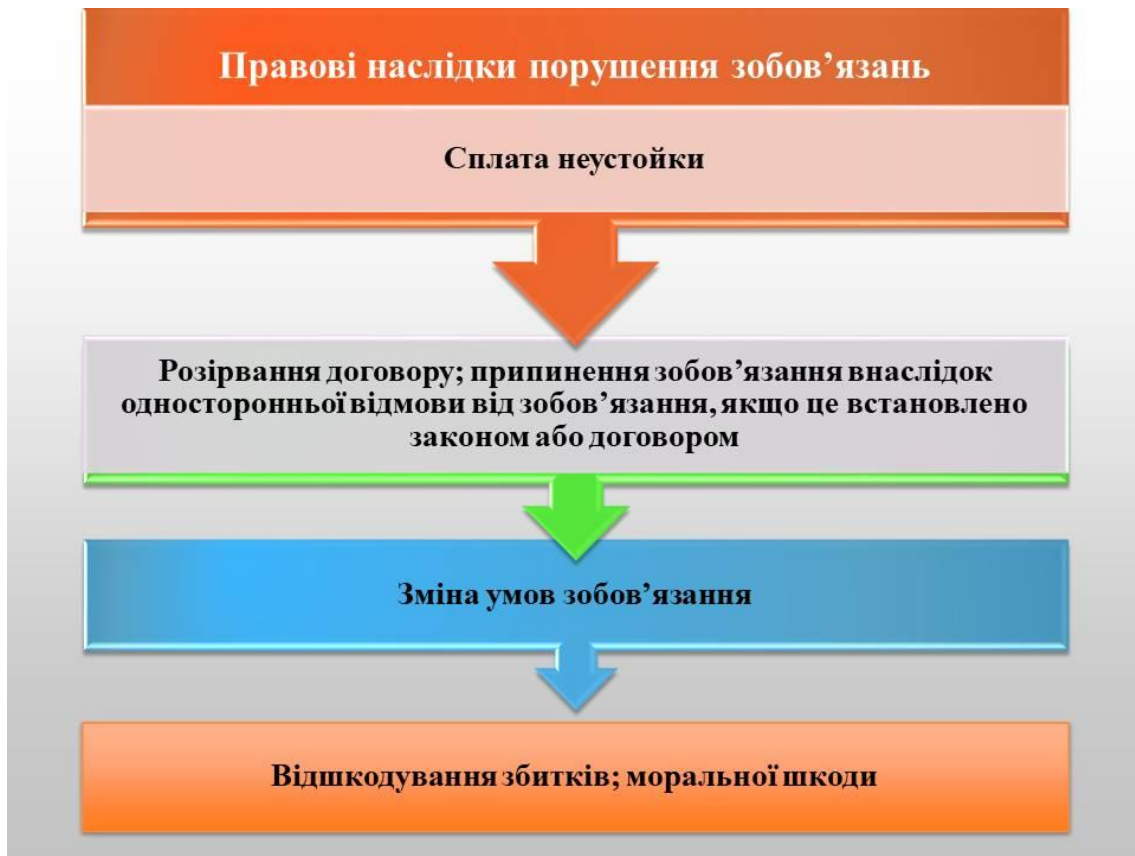 Правові наслідки порушення зобов’язань
Сплата неустойки
Розірвання договору; припинення зобов’язання внаслідок
односторонньої відмови від зобов’язання, якщо це встановлено
законом або договором
Зміна умов зобов’язання
Відшкодування збитків; моральної шкоди